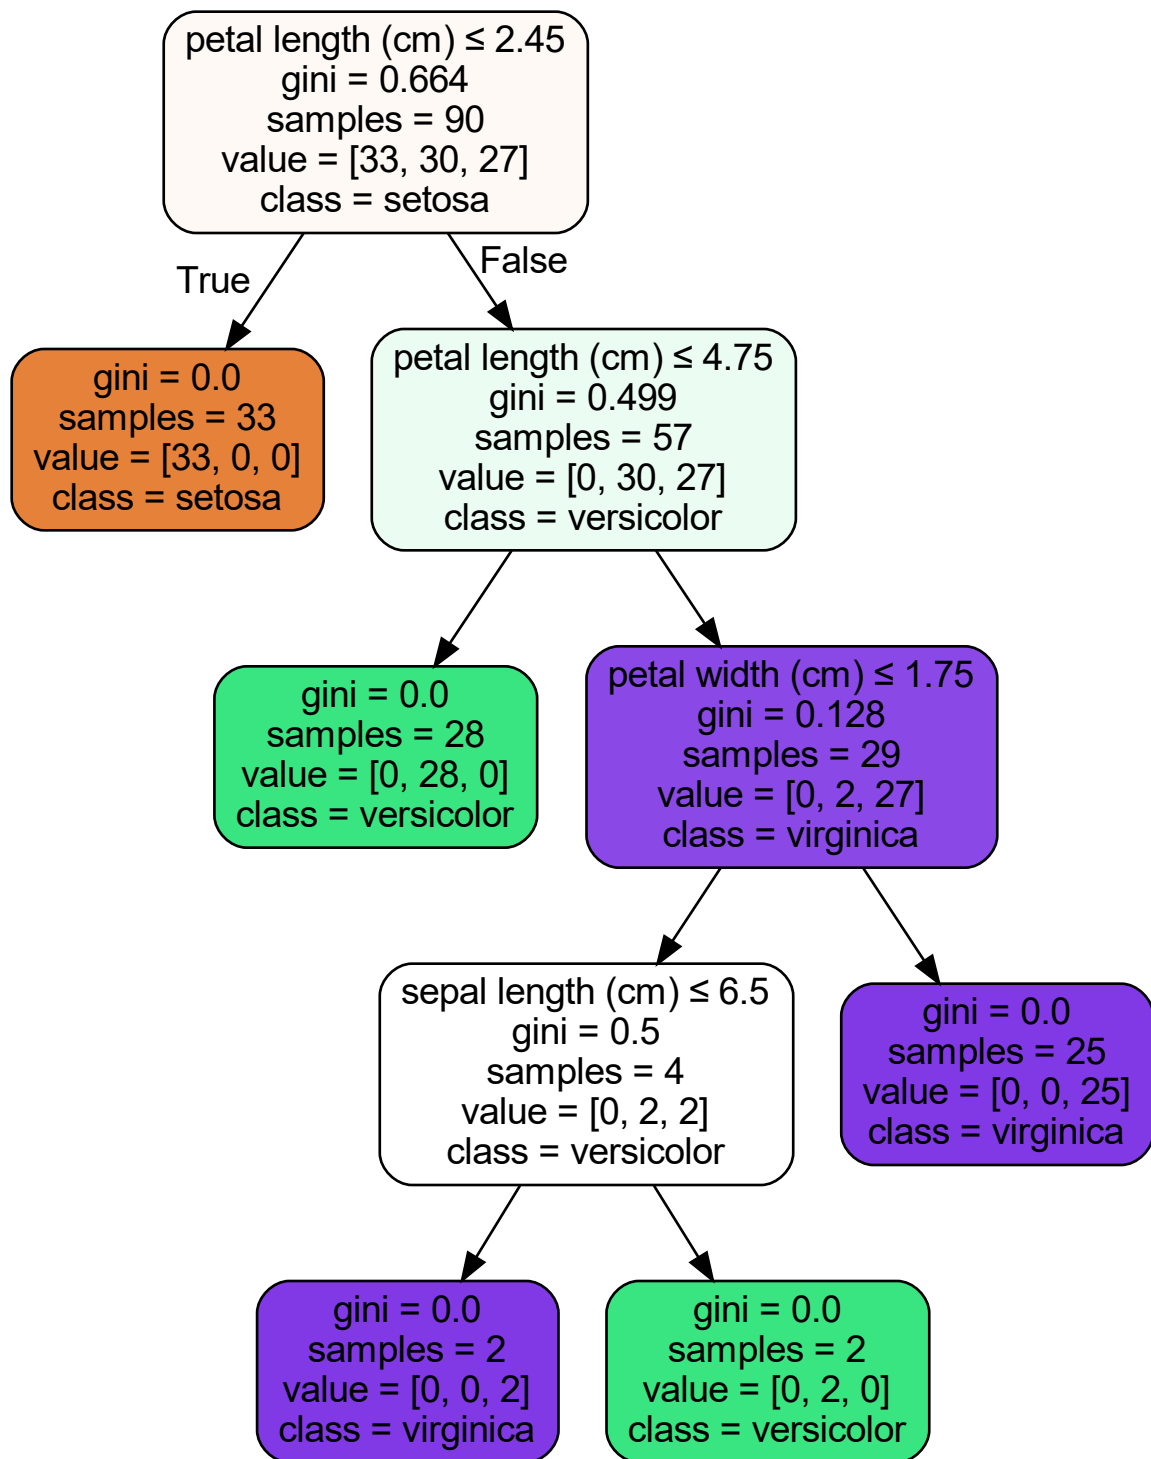 petal length (cm) ≤ 2.45
gini = 0.664
samples = 90
value = [33, 30, 27]
class = setosa
True
False
gini = 0.0
samples = 33
value = [33, 0, 0]
class = setosa
petal length (cm) ≤ 4.75
gini = 0.499
samples = 57
value = [0, 30, 27]
class = versicolor
gini = 0.0
samples = 28
value = [0, 28, 0]
class = versicolor
petal width (cm) ≤ 1.75
gini = 0.128
samples = 29
value = [0, 2, 27]
class = virginica
sepal length (cm) ≤ 6.5
gini = 0.5
samples = 4
value = [0, 2, 2]
class = versicolor
gini = 0.0
samples = 25
value = [0, 0, 25]
class = virginica
gini = 0.0
samples = 2
value = [0, 0, 2]
class = virginica
gini = 0.0
samples = 2
value = [0, 2, 0]
class = versicolor